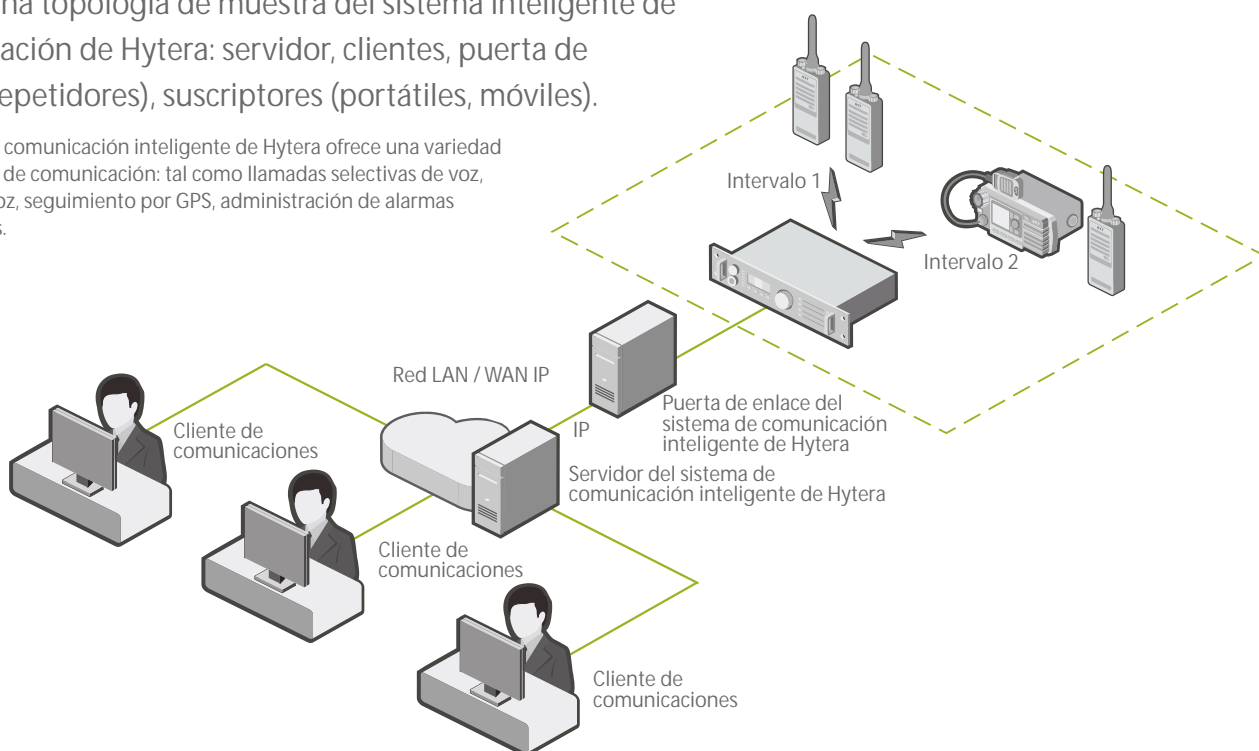 na topología de muestra del sistema inteligente de
ación de Hytera: servidor, clientes, puerta de
epetidores), suscriptores (portátiles, móviles).
comunicación inteligente de Hytera ofrece una variedad
de comunicación: tal como llamadas selectivas de voz,
oz, seguimiento por GPS, administración de alarmas
s.
Intervalo 1
Intervalo 2
Red LAN / WAN IP
IP
Puerta de enlace del
sistema de comunicación
inteligente de Hytera
Cliente de
comunicaciones
Servidor del sistema de
comunicación inteligente de Hytera
Cliente de
comunicaciones
Cliente de
comunicaciones